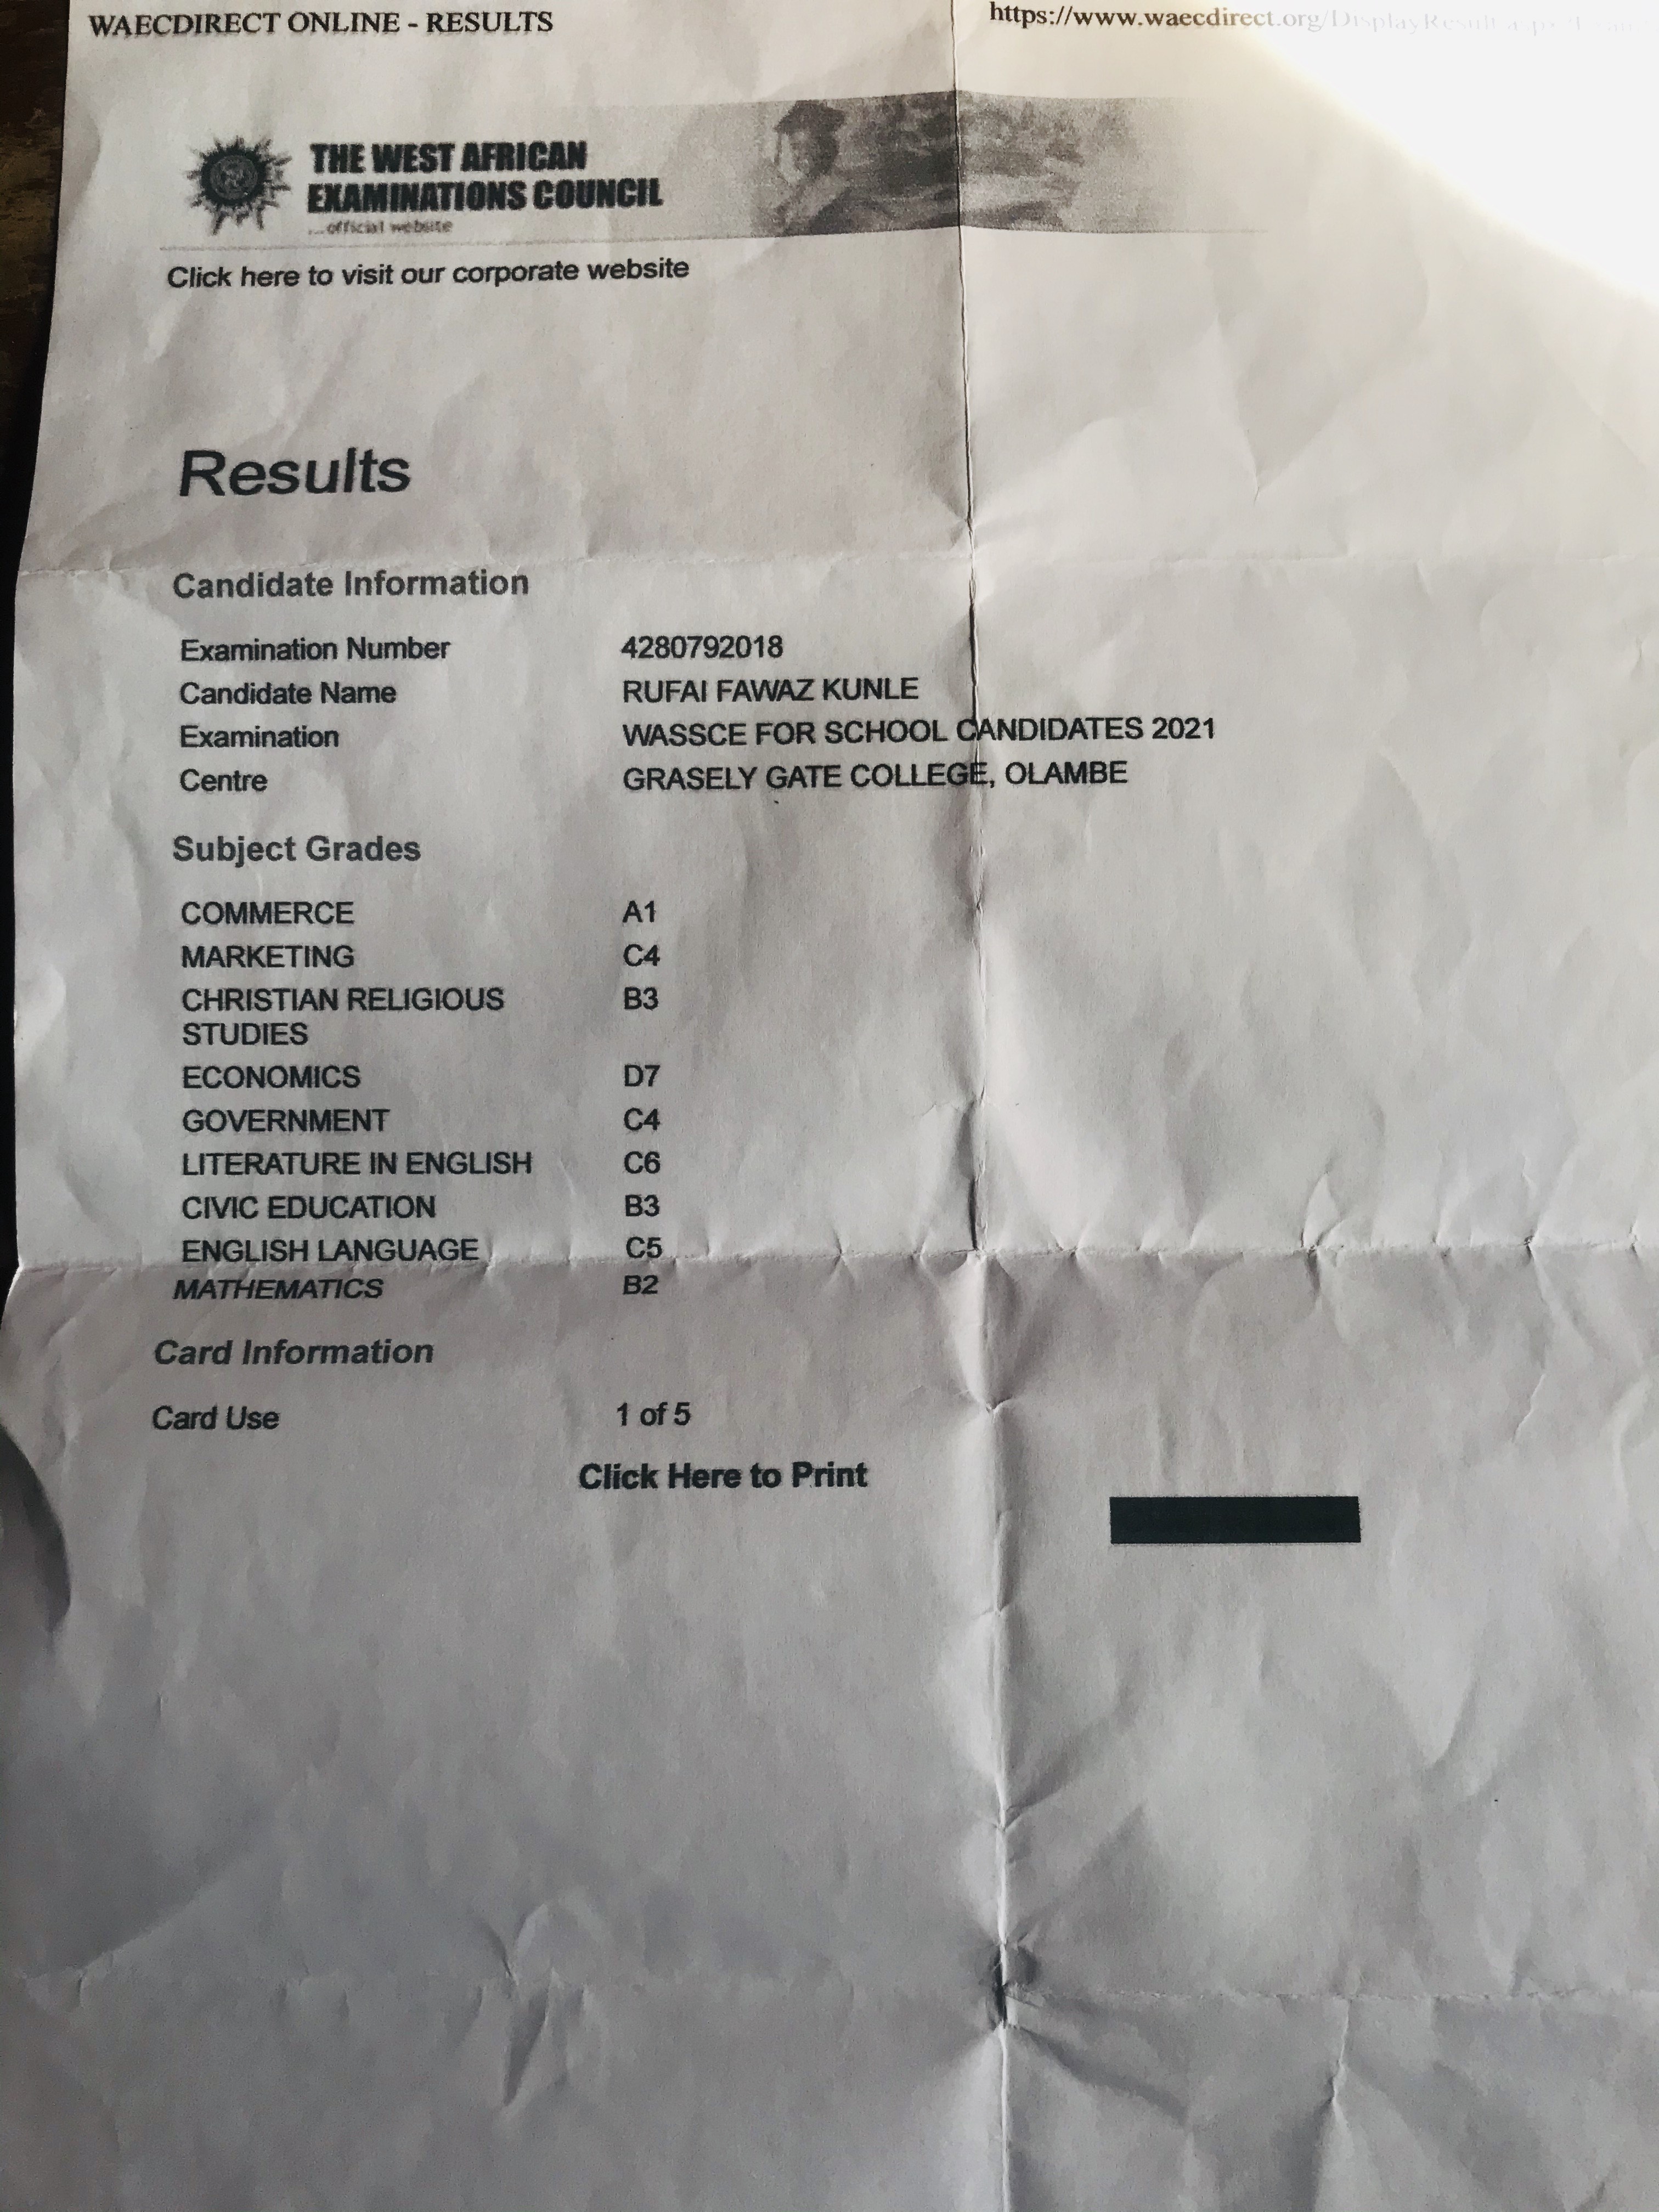 WAECDIRECT ONLINE - RESULTS
https://www.waecdirect.org/DisplayResult.aspx?
THE WEST AFRICAN
EXAMINATIONS COUNCIL
...official website
Click here to visit our corporate website
Results
Candidate Information
Examination Number 4280792018
Candidate Name RUFAI FAWAZ KUNLE
Examination WASSCE FOR SCHOOL CANDIDATES 2021
Centre GRASELY GATE COLLEGE, OLAMBE
Subject Grades
COMMERCE A1
MARKETING C4
CHRISTIAN RELIGIOUS B3
STUDIES
ECONOMICS D7
GOVERNMENT C4
LITERATURE IN ENGLISH C6
CIVIC EDUCATION B3
ENGLISH LANGUAGE C5
MATHEMATICS B2
Card Information
Card Use 1 of 5
Click Here to Print